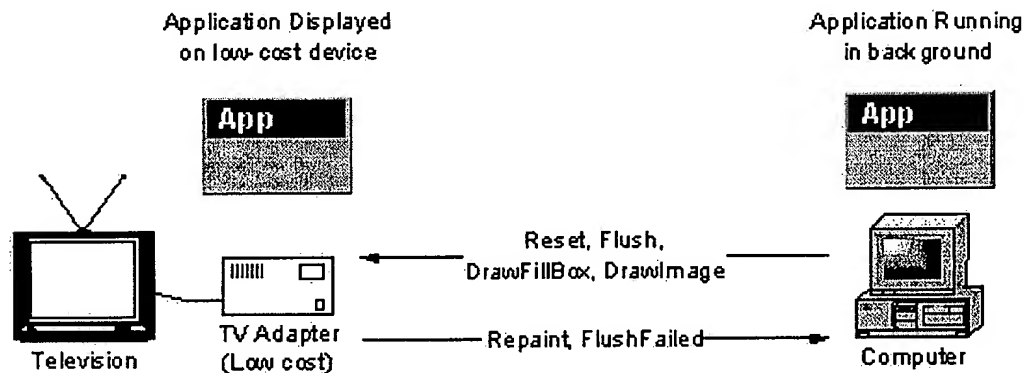 Application Displayed
on low-cost device
Application Running
in background
App
App
Reset, Flush,
DrawFillBox, DrawImage
Repaint, FlushFailed
Television
TV Adapter
(Low cost)
Computer